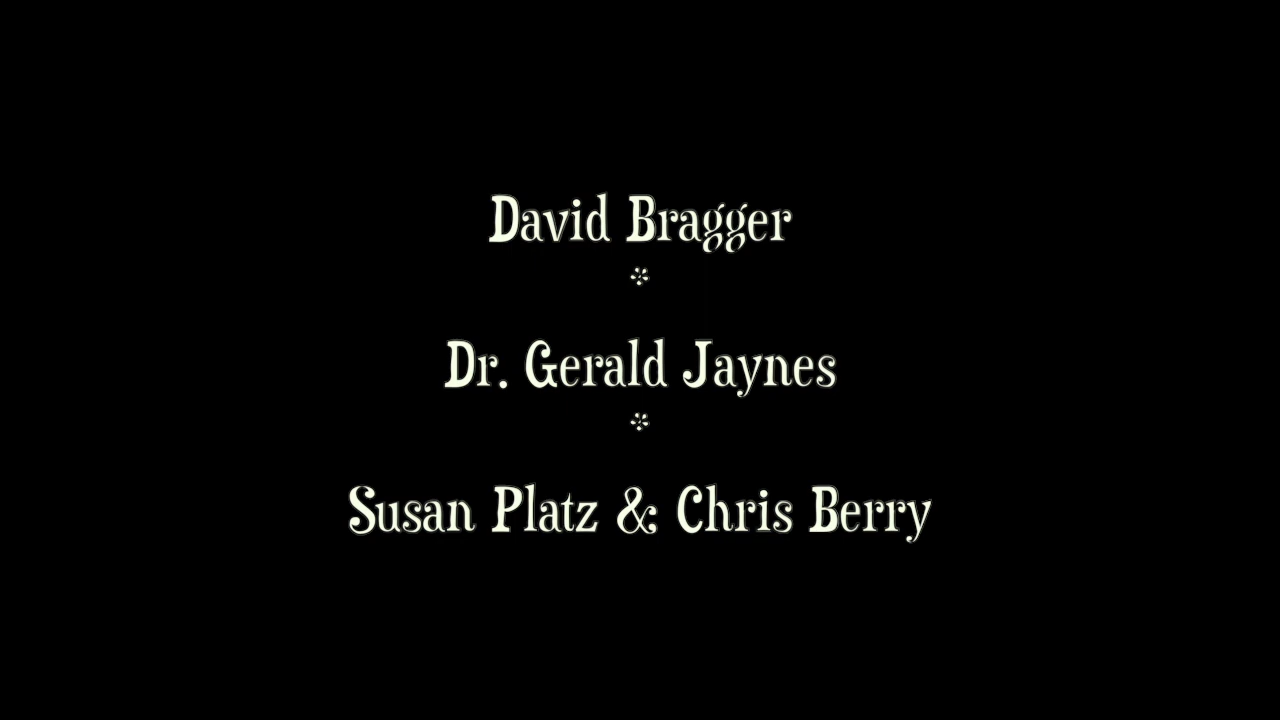 David Bragger
*
Dr. Gerald Jaynes
*
Susan Platz & Chris Berry